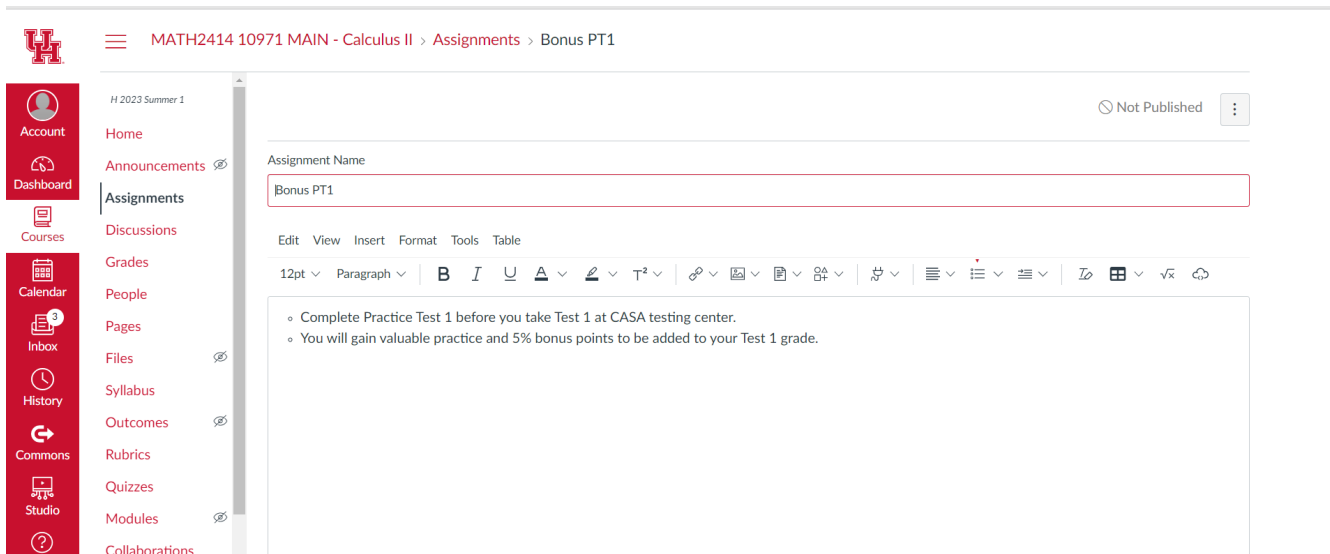 UH
MATH2414 10971 MAIN - Calculus II > Assignments > Bonus PT1
Account
Dashboard
Courses
Calendar
3
Inbox
History
Commons
Studio
H 2023 Summer 1
Home
Announcements
Assignments
Discussions
Grades
People
Pages
Files
Syllabus
Outcomes
Rubrics
Quizzes
Modules
Collaborations
Not Published
Assignment Name
Bonus PT1
Edit View Insert Format Tools Table
12pt Paragraph B I U A T²
Complete Practice Test 1 before you take Test 1 at CASA testing center.
You will gain valuable practice and 5% bonus points to be added to your Test 1 grade.